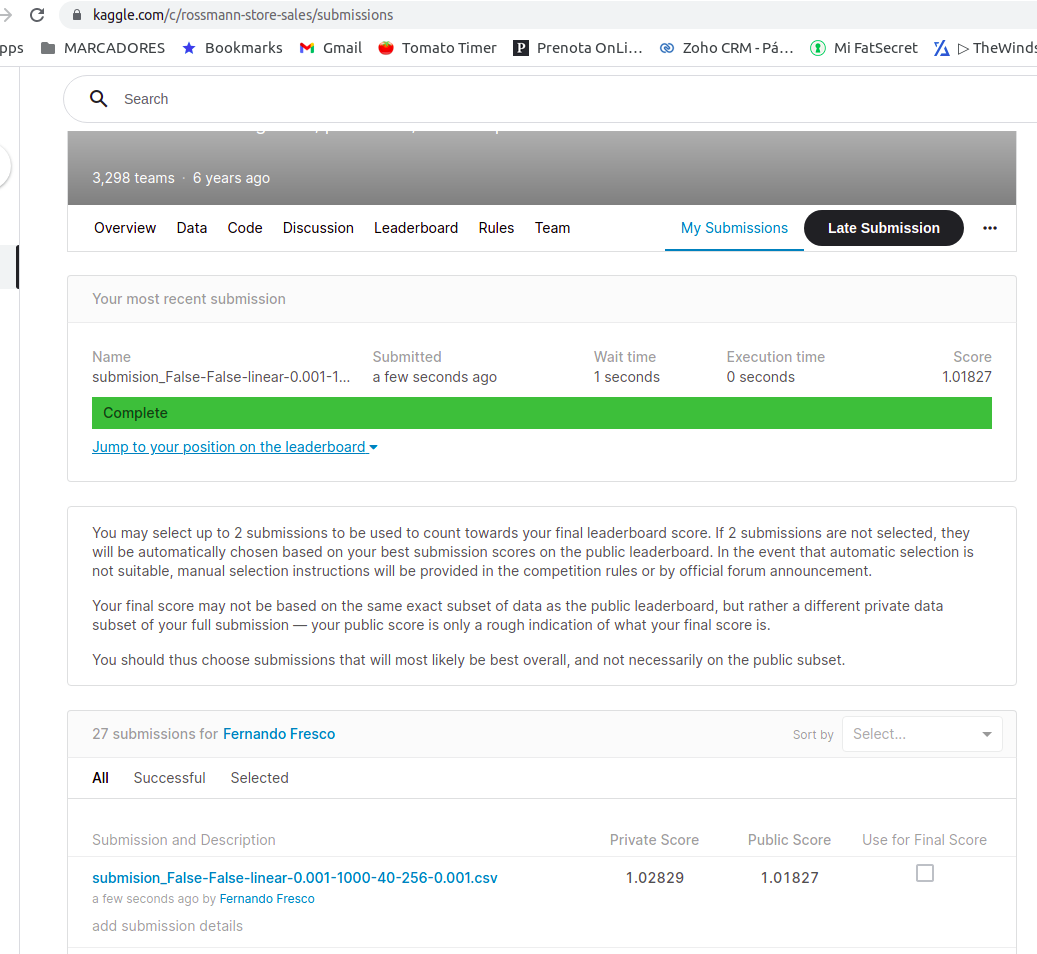 kaggle.com/c/rossmann-store-sales/submissions
pps MARCADORES Bookmarks Gmail Tomato Timer Prenota OnLi... Zoho CRM - Pá... Mi FatSecret ▷ TheWinds
Search
3,298 teams · 6 years ago
Overview Data Code Discussion Leaderboard Rules Team My Submissions Late Submission ...
Your most recent submission
Name Submitted Wait time Execution time Score
submision_False-False-linear-0.001-1... a few seconds ago 1 seconds 0 seconds 1.01827
Complete
Jump to your position on the leaderboard
You may select up to 2 submissions to be used to count towards your final leaderboard score. If 2 submissions are not selected, they
will be automatically chosen based on your best submission scores on the public leaderboard. In the event that automatic selection is
not suitable, manual selection instructions will be provided in the competition rules or by official forum announcement.
Your final score may not be based on the same exact subset of data as the public leaderboard, but rather a different private data
subset of your full submission — your public score is only a rough indication of what your final score is.
You should thus choose submissions that will most likely be best overall, and not necessarily on the public subset.
27 submissions for Fernando Fresco Sort by Select...
All Successful Selected
Submission and Description Private Score Public Score Use for Final Score
submision_False-False-linear-0.001-1000-40-256-0.001.csv 1.02829 1.01827
a few seconds ago by Fernando Fresco
add submission details